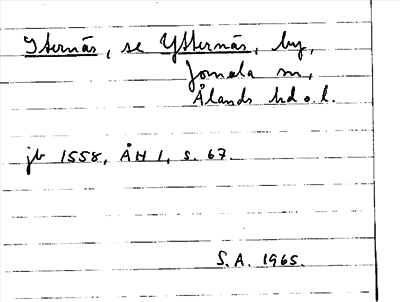 Iternäs, se Ytternäs, by,
Jomala sn,
Ålands hd o. l.
jb 1558, ÅH 1, s. 67.
S.A. 1965.